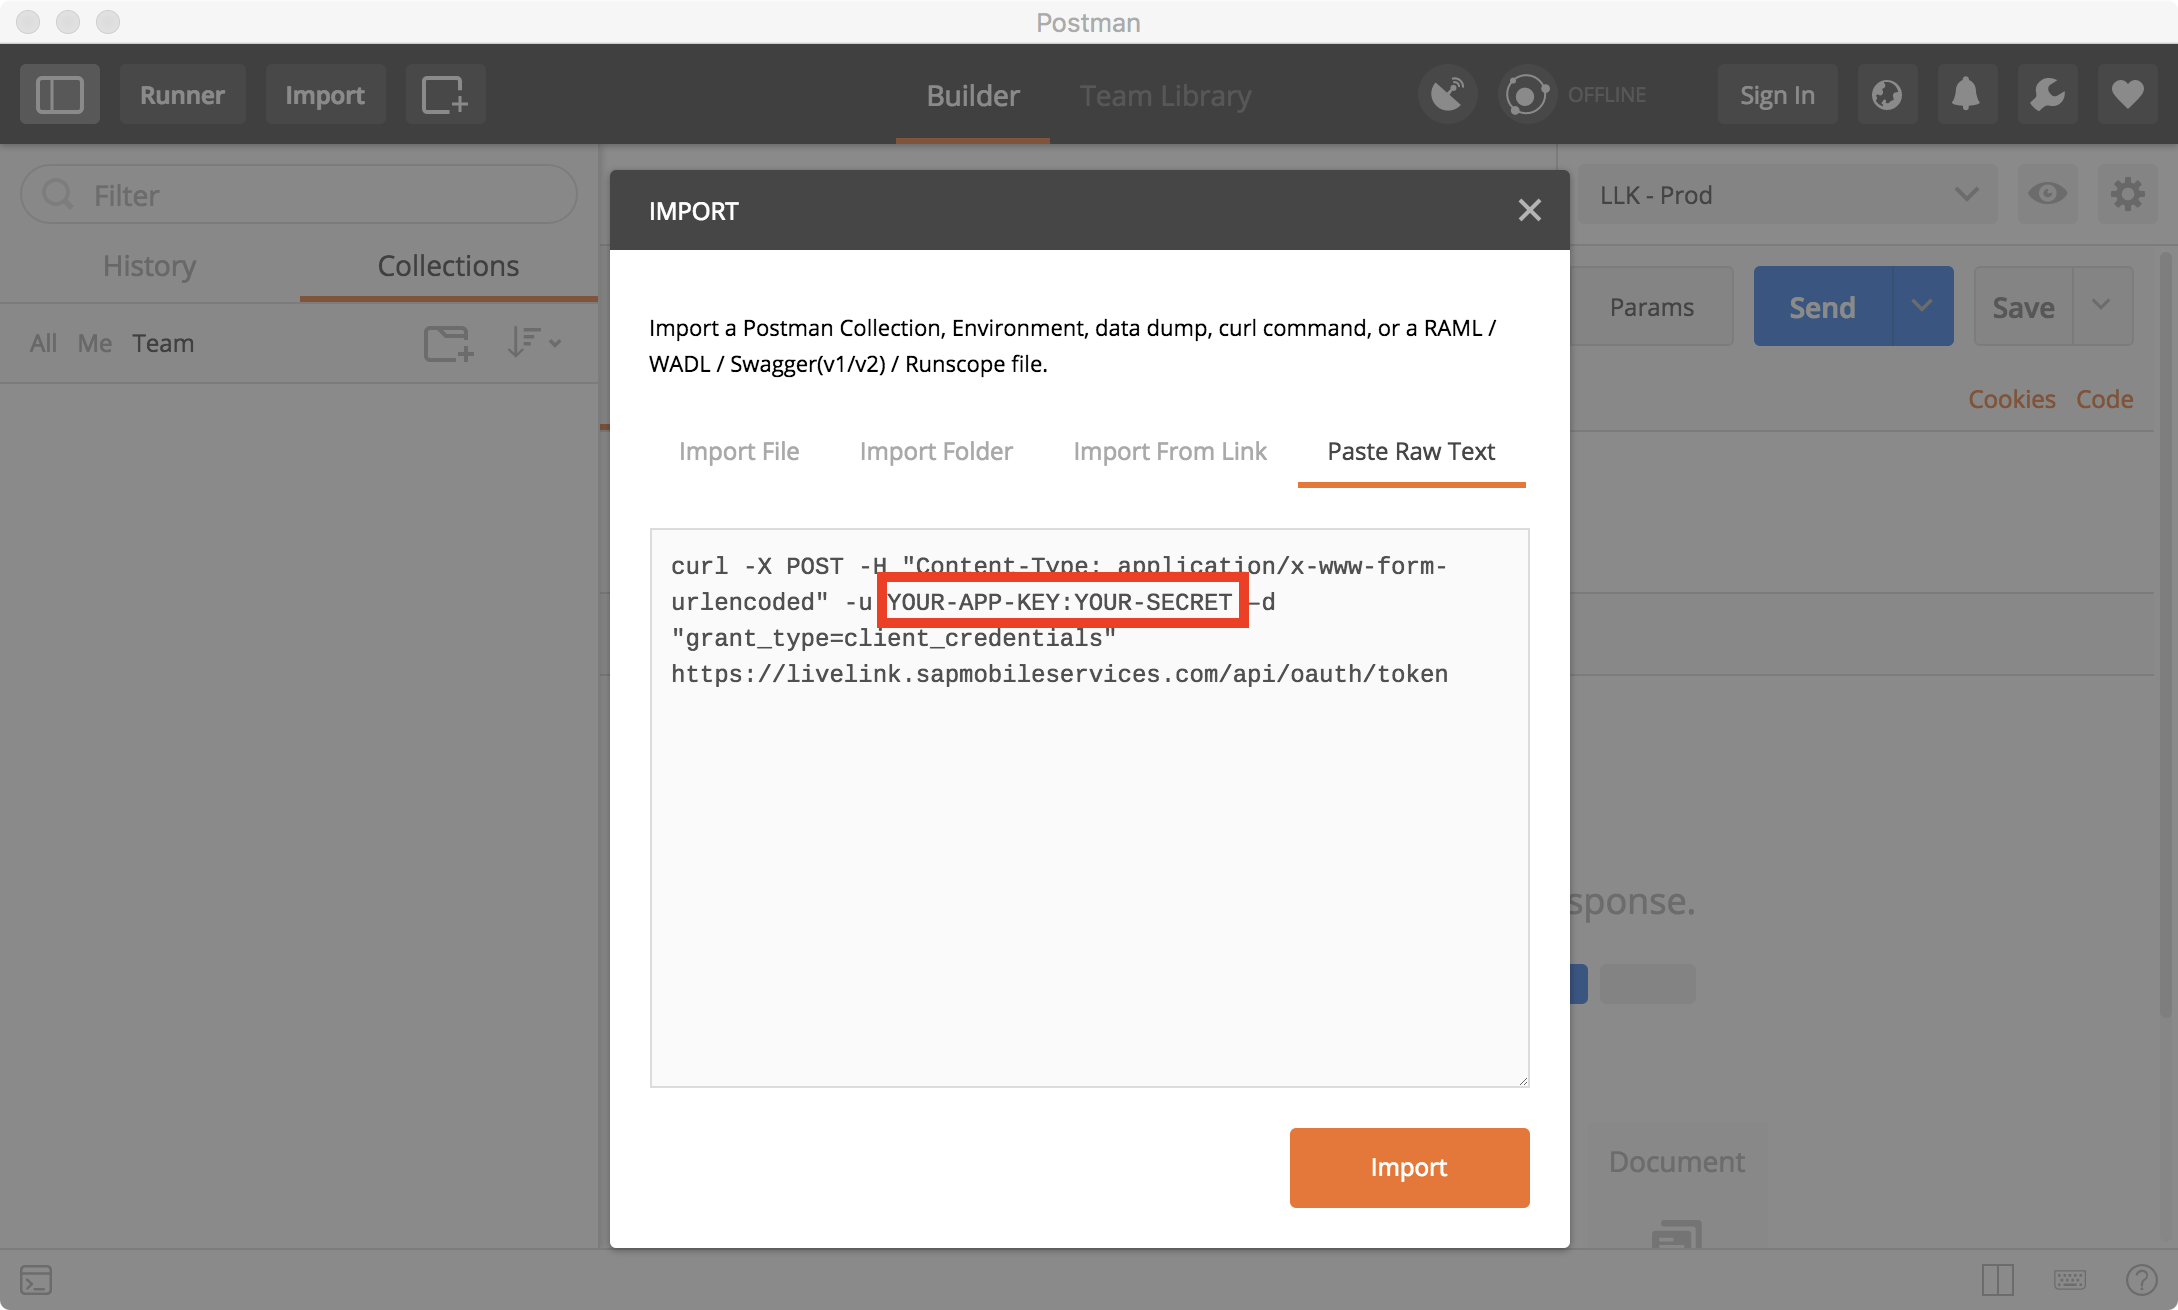 Postman
Runner
Import
Builder
Team Library
OFFLINE
Sign In
Filter
History
Collections
All Me Team
IMPORT
Import a Postman Collection, Environment, data dump, curl command, or a RAML /
WADL / Swagger(v1/v2) / Runscope file.
Import File
Import Folder
Import From Link
Paste Raw Text
curl -X POST -H "Content-Type: application/x-www-form-
urlencoded" -u YOUR-APP-KEY:YOUR-SECRET -d
"grant_type=client_credentials"
https://livelink.sapmobileservices.com/api/oauth/token
Import
LLK - Prod
Params
Send
Save
Cookies
Code
sponse.
Document